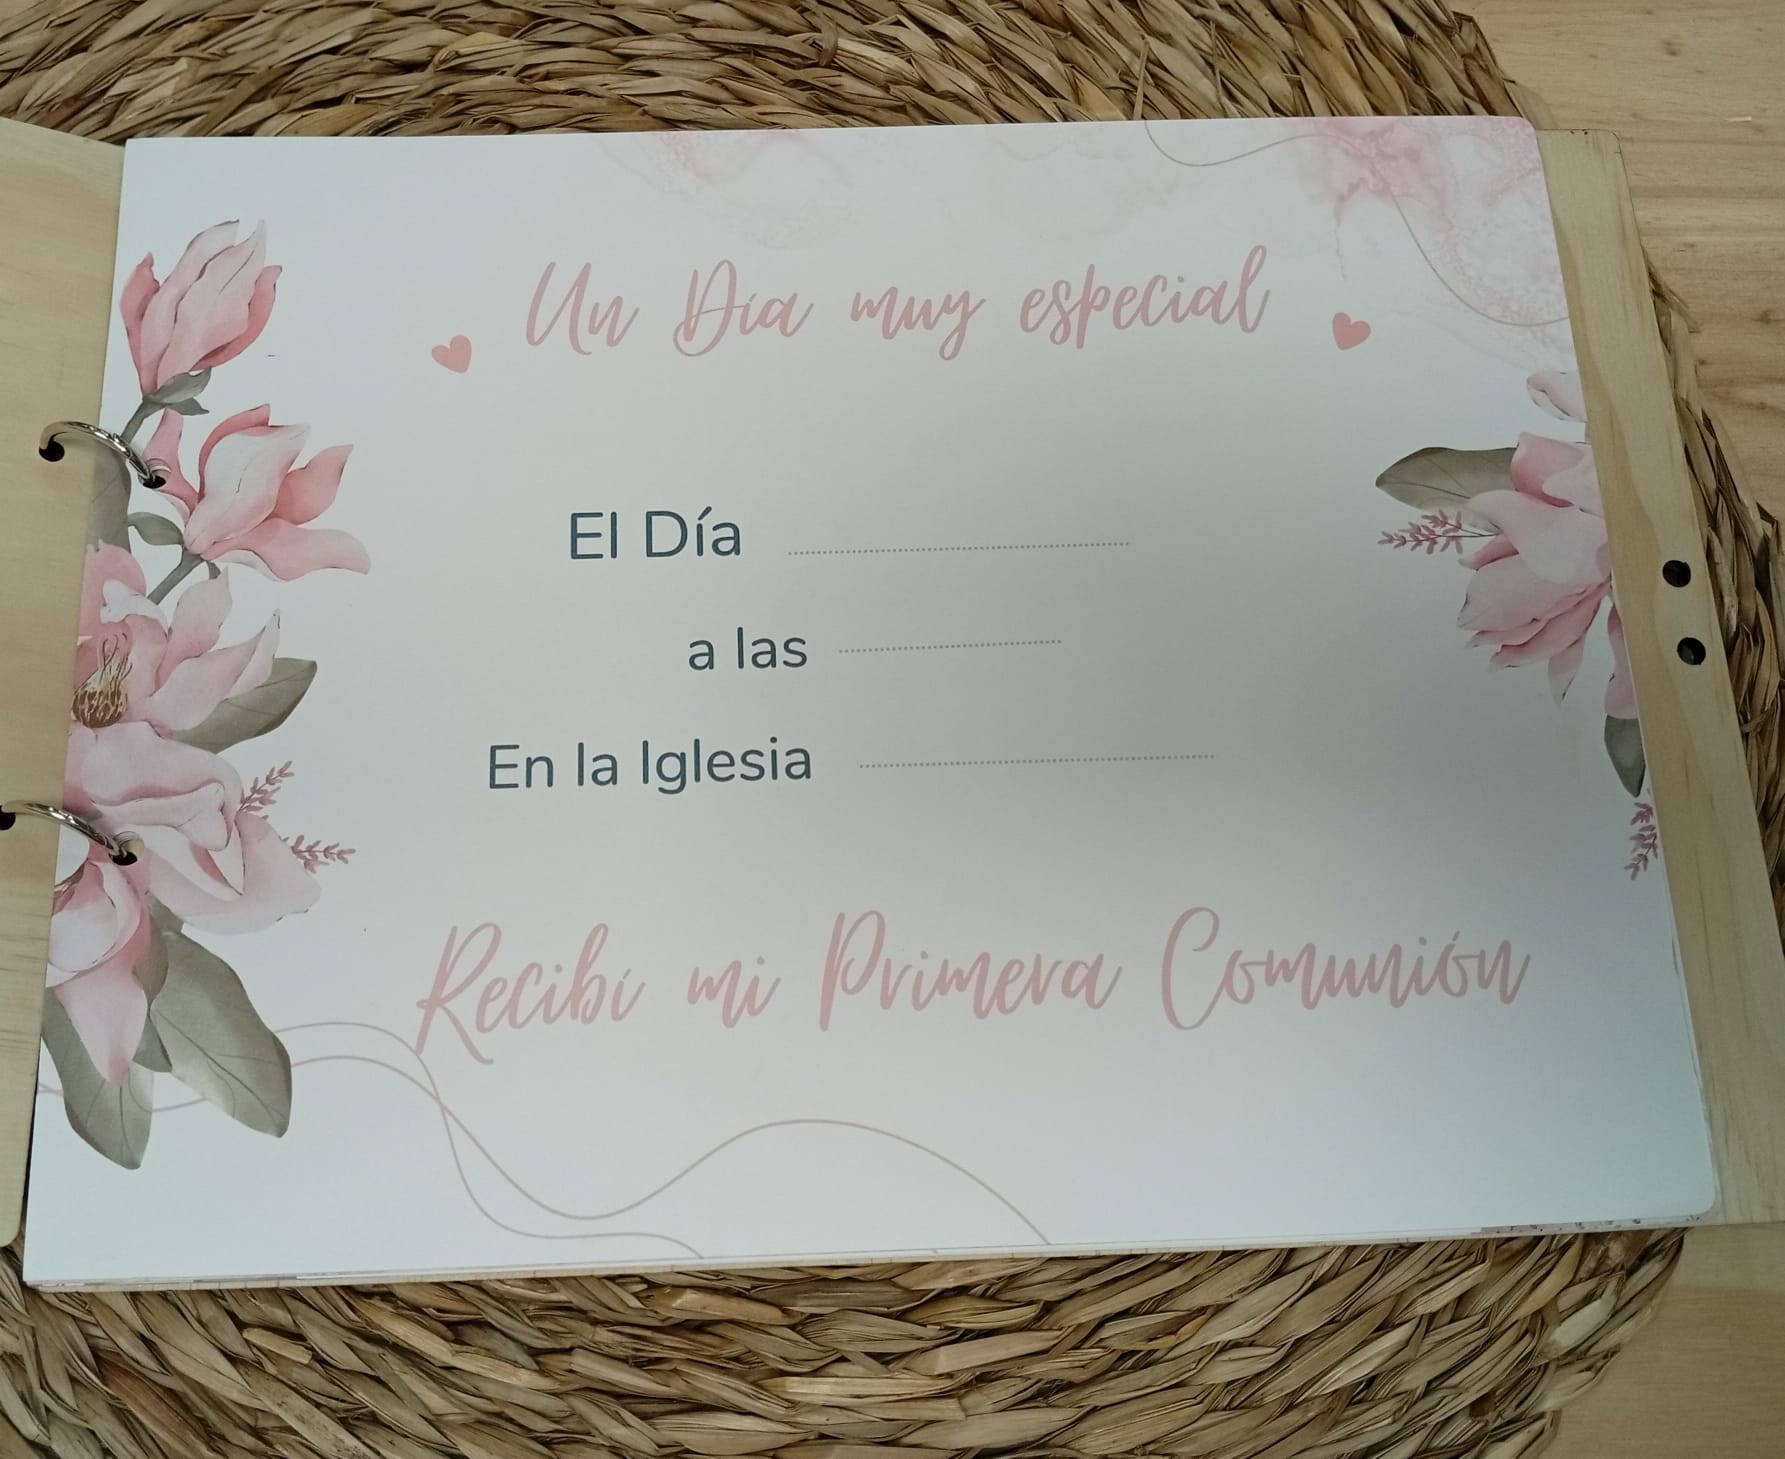 Un Día muy especial
El Día
a las
En la Iglesia
Recibí mi Primera Comunión